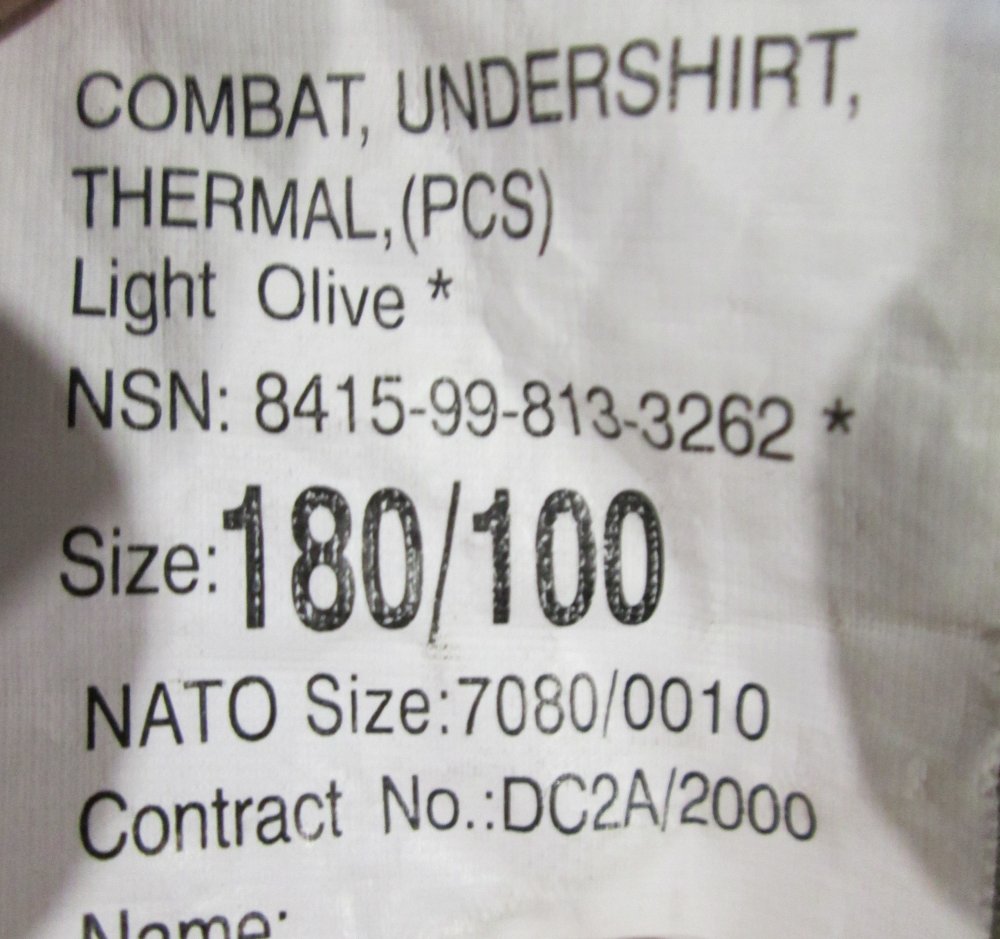 COMBAT, UNDERSHIRT,
THERMAL,(PCS)
Light Olive *
NSN: 8415-99-813-3262 *
Size:180/100
NATO Size:7080/0010
Contract No.:DC2A/2000
Name: